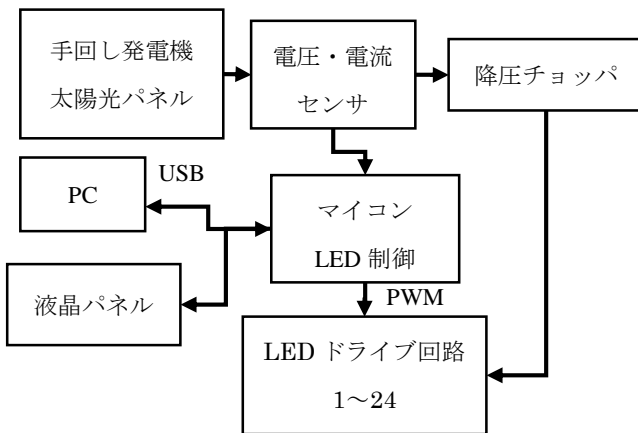 手回し発電機
太陽光パネル
電圧・電流
センサ
降圧チョッパ
USB
PC
マイコン
LED 制御
液晶パネル
PWM
LED ドライブ回路
1～24